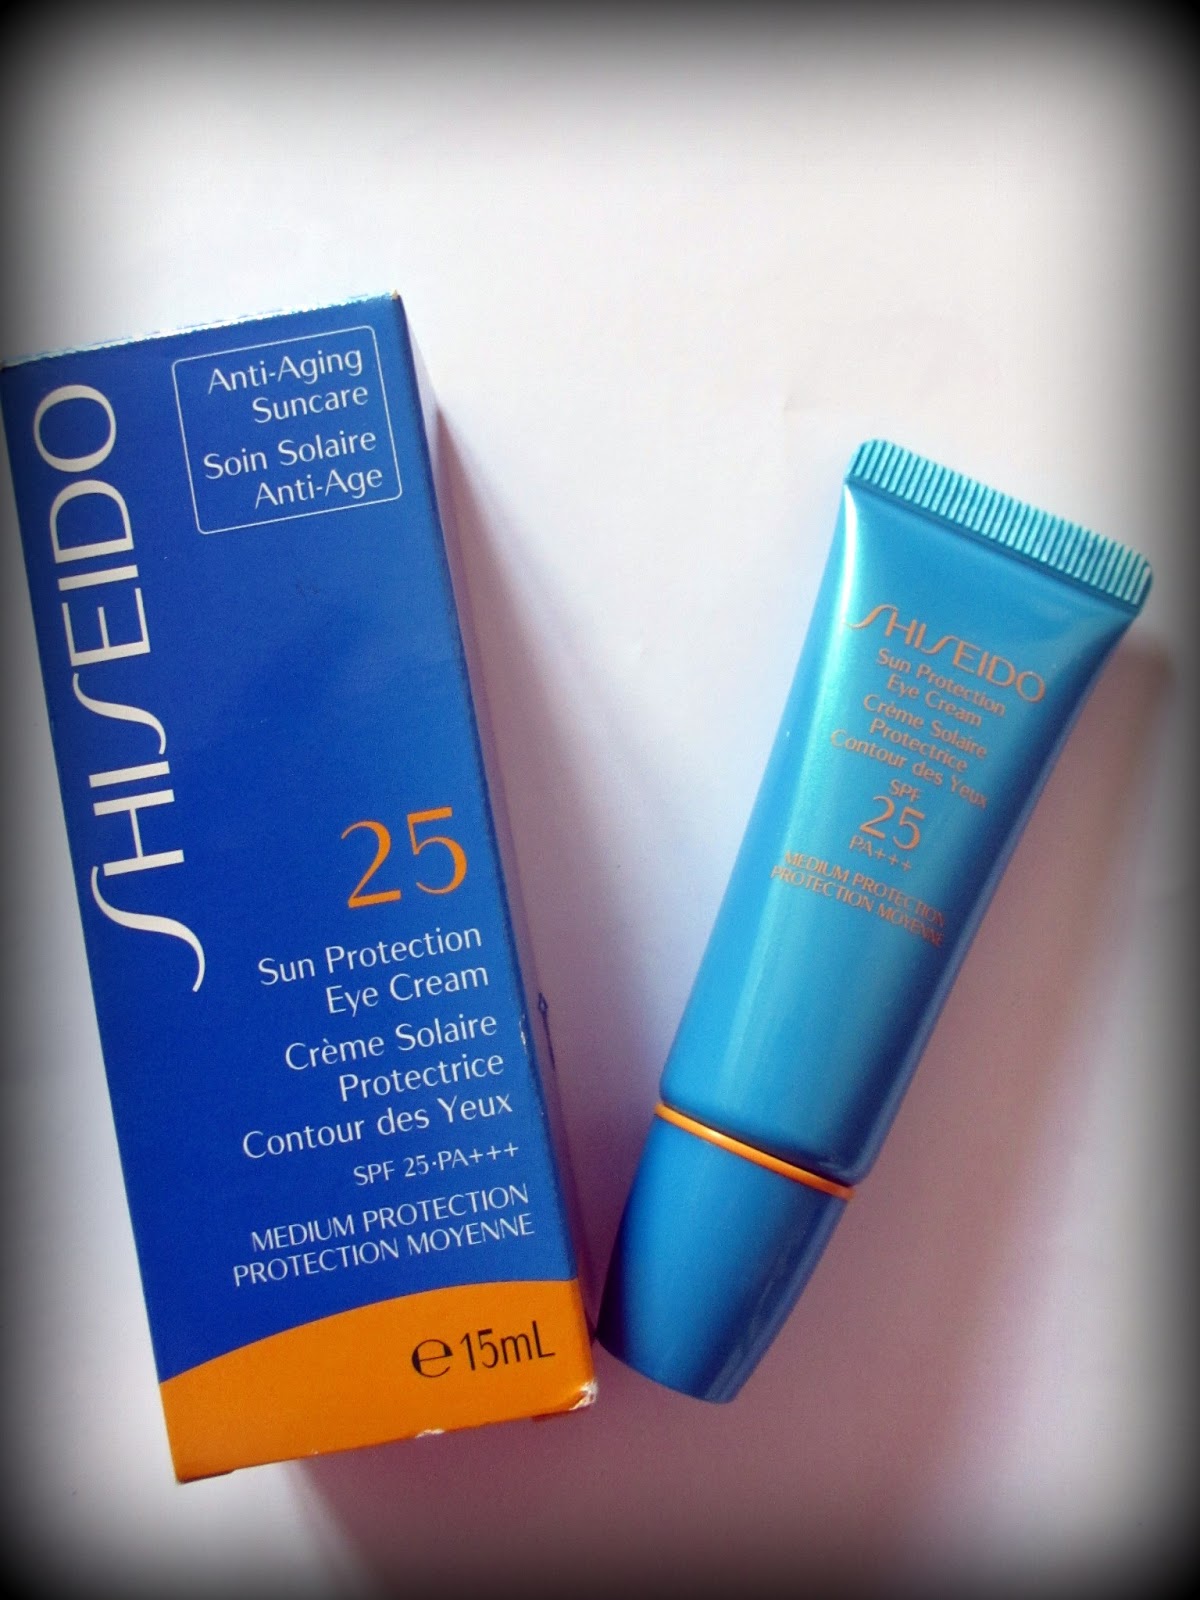 SHISEIDO
Anti-Aging
Suncare
Soin Solaire
Anti-Age
25
Sun Protection
Eye Cream
Crème Solaire
Protectrice
Contour des Yeux
SPF 25·PA+++
MEDIUM PROTECTION
PROTECTION MOYENNE
℮15mL
SHISEIDO
Sun Protection
Eye Cream
Crème Solaire
Protectrice
Contour des Yeux
SPF
25
PA+++
MEDIUM PROTECTION
PROTECTION MOYENNE